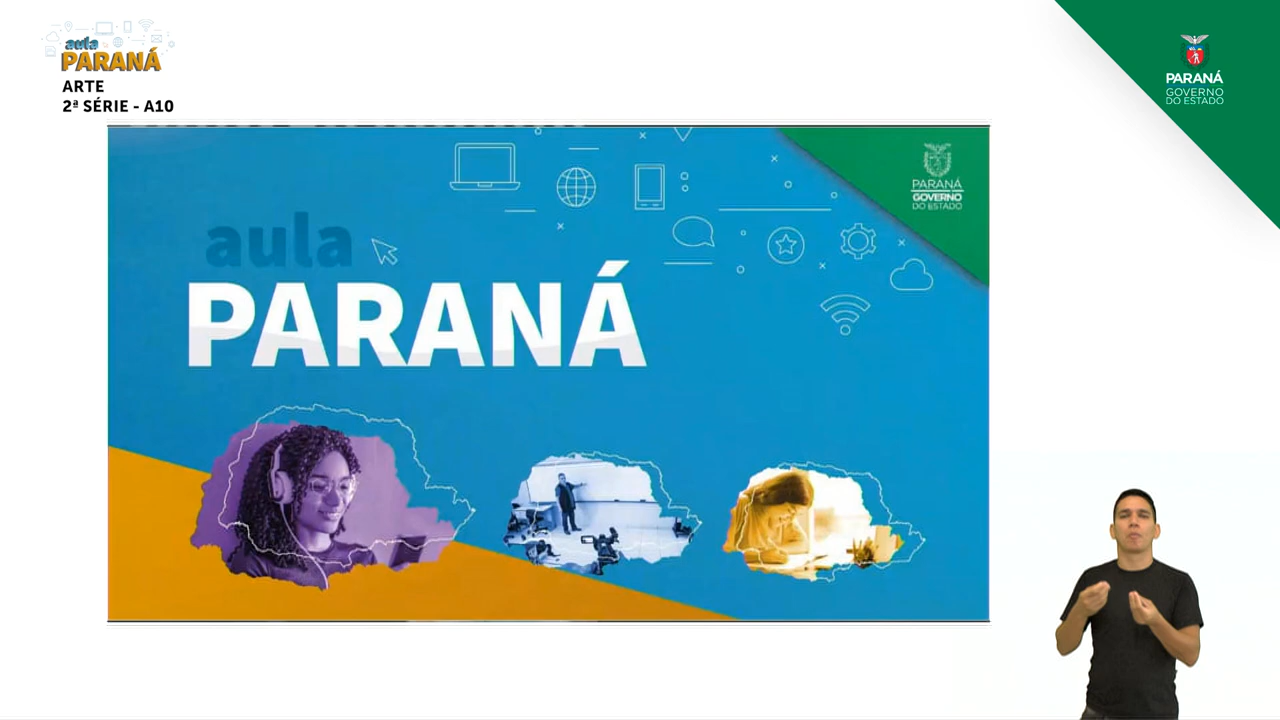 aula
PARANÁ
ARTE
2ª SÉRIE - A10
PARANÁ
GOVERNO
DO ESTADO
PARANÁ
GOVERNO
DO ESTADO
aula
PARANÁ